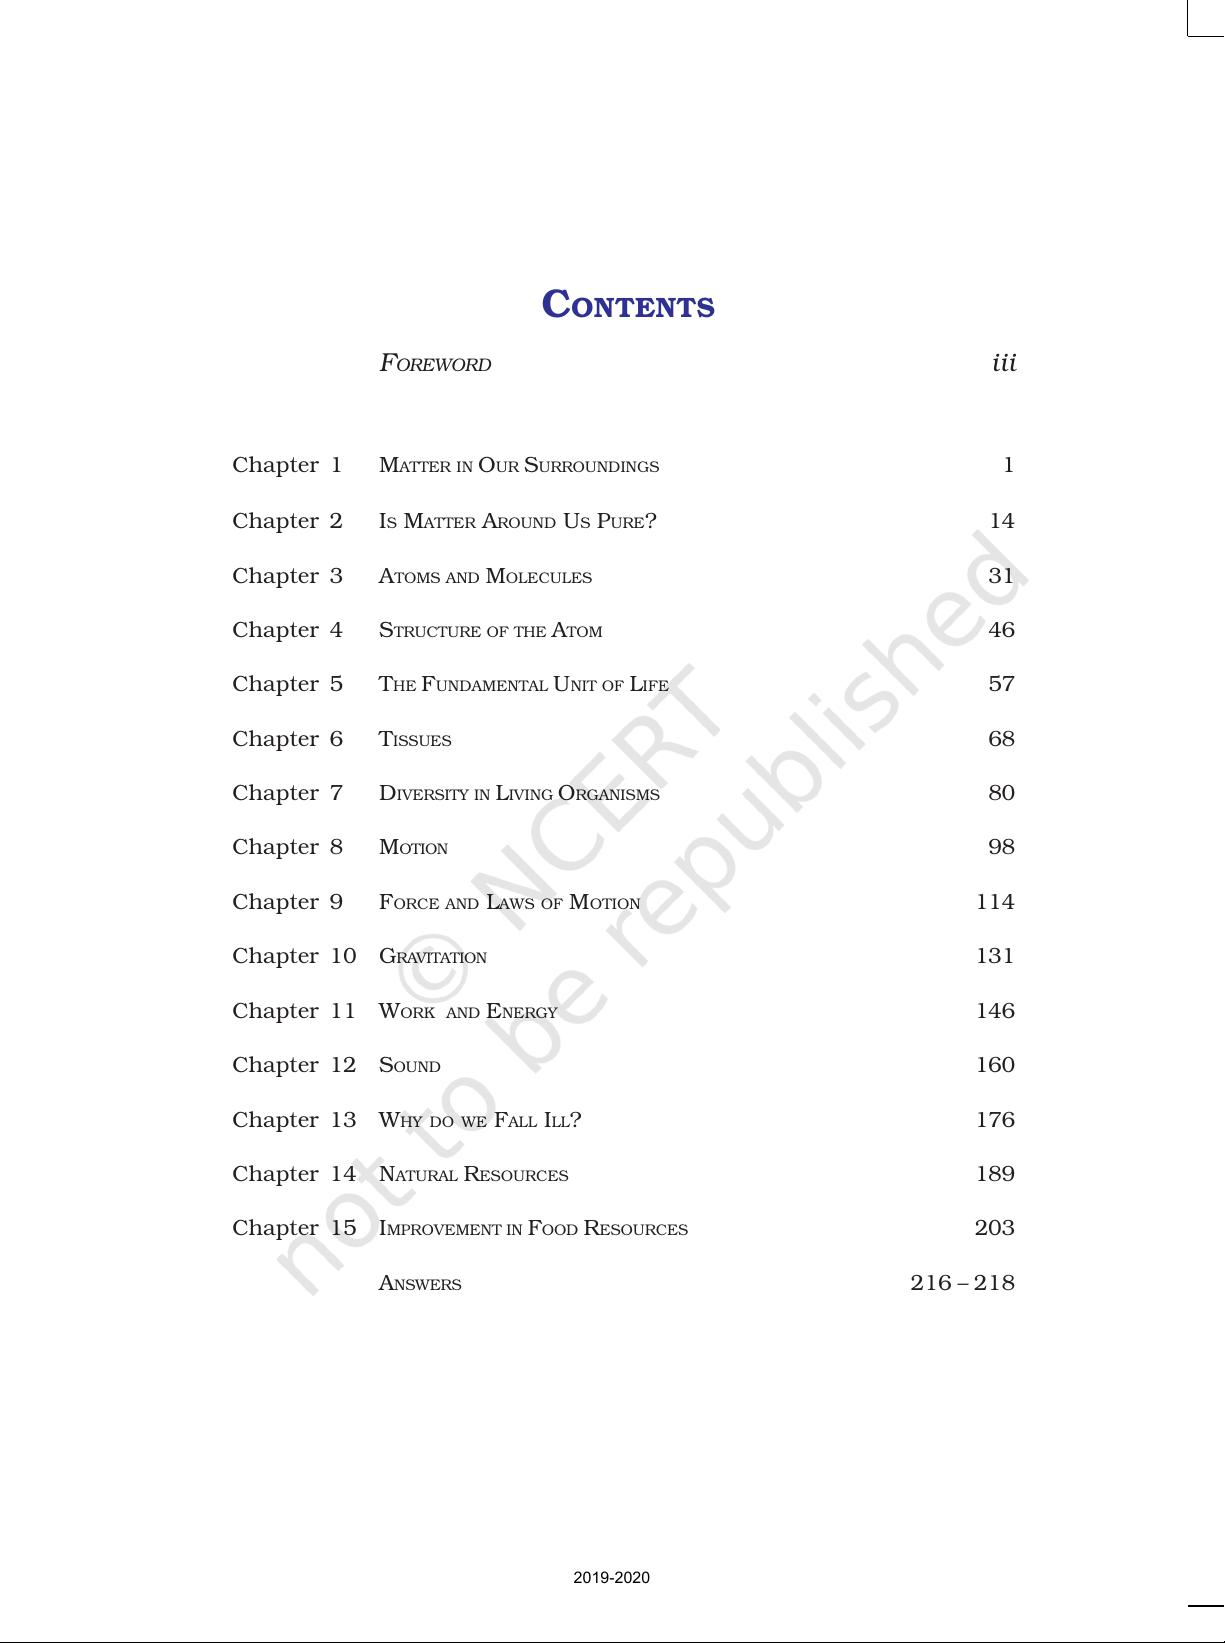 CONTENTS
FOREWORD iii
Chapter 1 MATTER IN OUR SURROUNDINGS 1
Chapter 2 IS MATTER AROUND US PURE? 14
Chapter 3 ATOMS AND MOLECULES 31
Chapter 4 STRUCTURE OF THE ATOM 46
Chapter 5 THE FUNDAMENTAL UNIT OF LIFE 57
Chapter 6 TISSUES 68
Chapter 7 DIVERSITY IN LIVING ORGANISMS 80
Chapter 8 MOTION 98
Chapter 9 FORCE AND LAWS OF MOTION 114
Chapter 10 GRAVITATION 131
Chapter 11 WORK AND ENERGY 146
Chapter 12 SOUND 160
Chapter 13 WHY DO WE FALL ILL? 176
Chapter 14 NATURAL RESOURCES 189
Chapter 15 IMPROVEMENT IN FOOD RESOURCES 203
ANSWERS 216 – 218
© NCERT
not to be republished
2019-2020